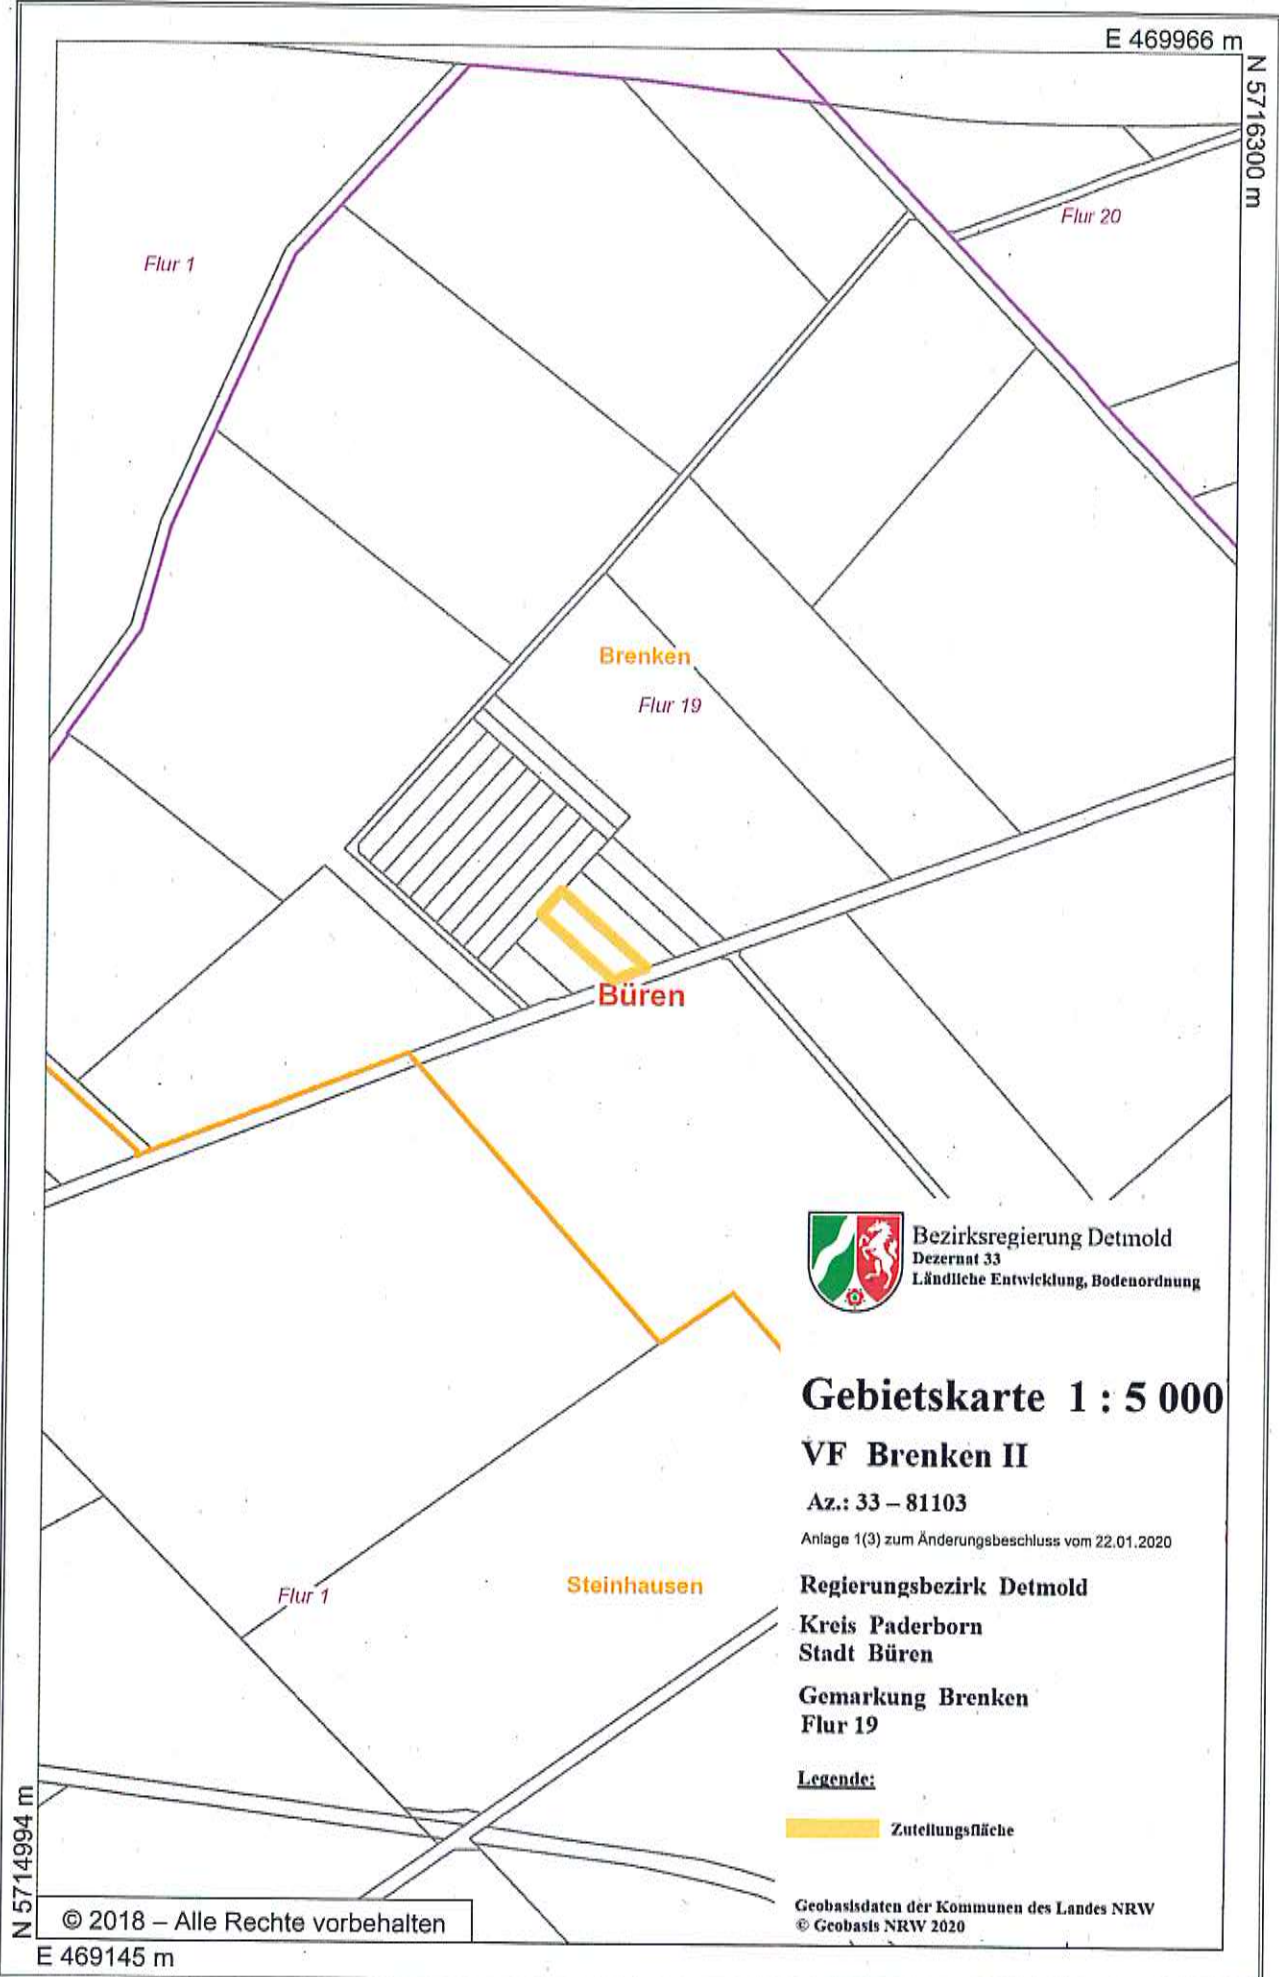 E 469966 m
N 5716300 m
Flur 20
Flur 1
Brenken
Flur 19
Büren
Bezirksregierung Detmold
Dezernat 33
Ländliche Entwicklung, Bodenordnung
Gebietskarte 1 : 5 000
VF Brenken II
Az.: 33 – 81103
Anlage 1(3) zum Änderungsbeschluss vom 22.01.2020
Steinhausen
Flur 1
Regierungsbezirk Detmold
Kreis Paderborn
Stadt Büren
Gemarkung Brenken
Flur 19
Legende:
Zuteilungsfläche
Geobasisdaten der Kommunen des Landes NRW
© Geobasis NRW 2020
N 5714994 m
© 2018 – Alle Rechte vorbehalten
E 469145 m